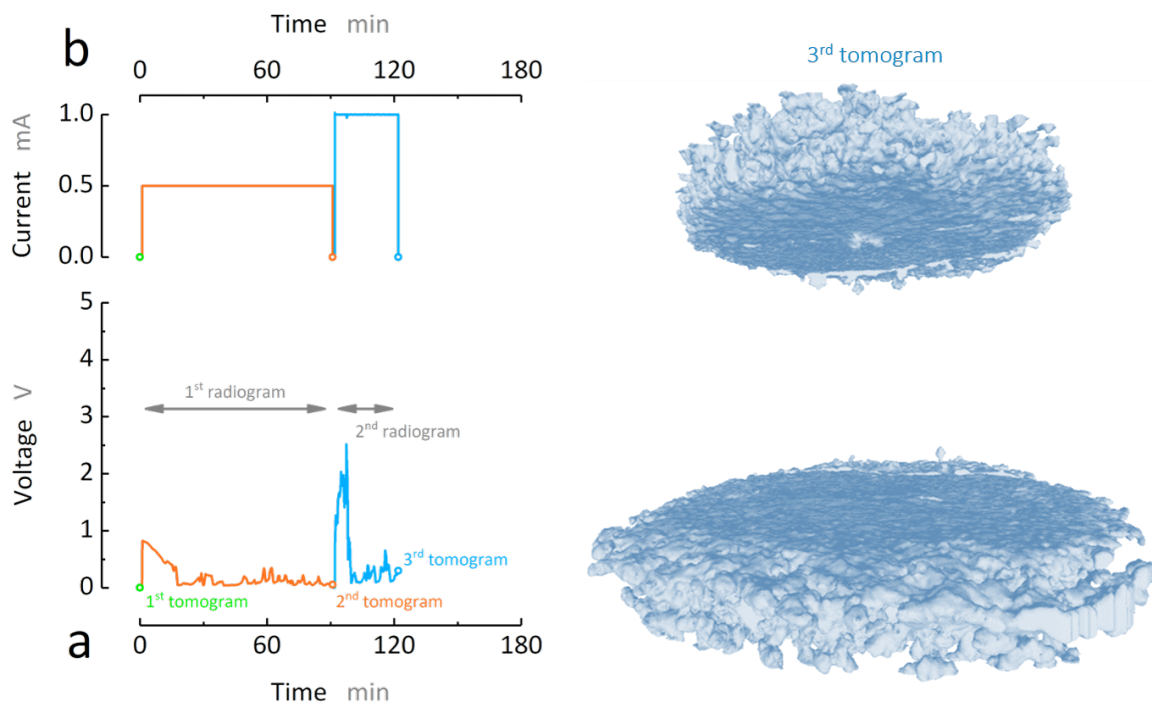 b
Time min
0 60 120 180
Current mA
1.0
0.5
0.0
3rd tomogram
Voltage V
5
4
3
2
1
0
1st radiogram
2nd radiogram
3rd tomogram
1st tomogram
2nd tomogram
0 60 120 180
a
Time min